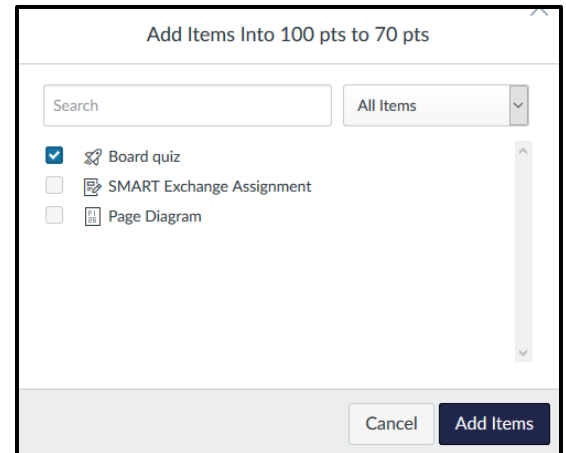 Add Items Into 100 pts to 70 pts
Search
All Items
Board quiz
SMART Exchange Assignment
Page Diagram
Cancel
Add Items